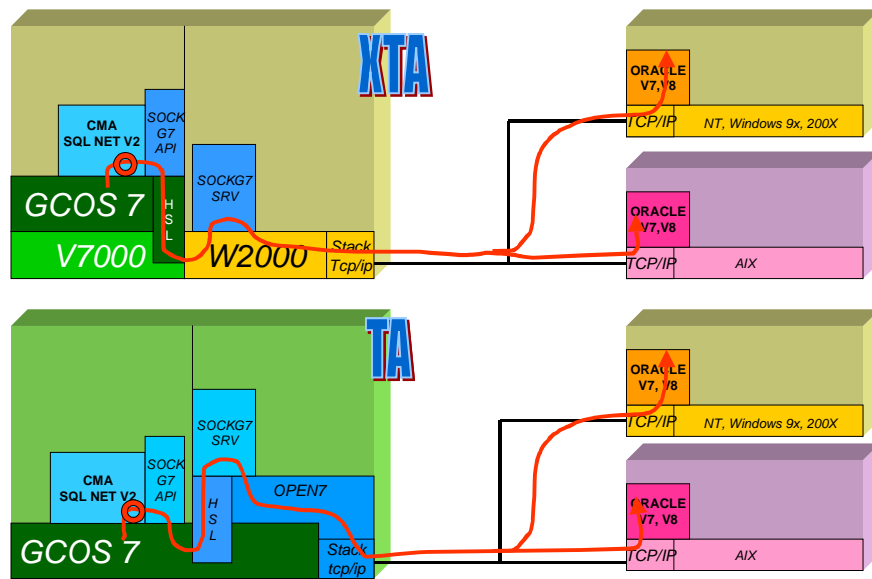 XTA
CMA
SQL NET V2
SOCK
G7
API
SOCKG7
SRV
GCOS 7
H
S
L
V7000
W2000
Stack
Tcp/ip
ORACLE
V7,V8
TCP/IP
NT, Windows 9x, 200X
ORACLE
V7,V8
TCP/IP
AIX
TA
SOCKG7
SRV
CMA
SQL NET V2
SOCK
G7
API
H
S
L
OPEN7
GCOS 7
Stack
tcp/ip
ORACLE
V7, V8
TCP/IP
NT, Windows 9x, 200X
ORACLE
V7, V8
TCP/IP
AIX